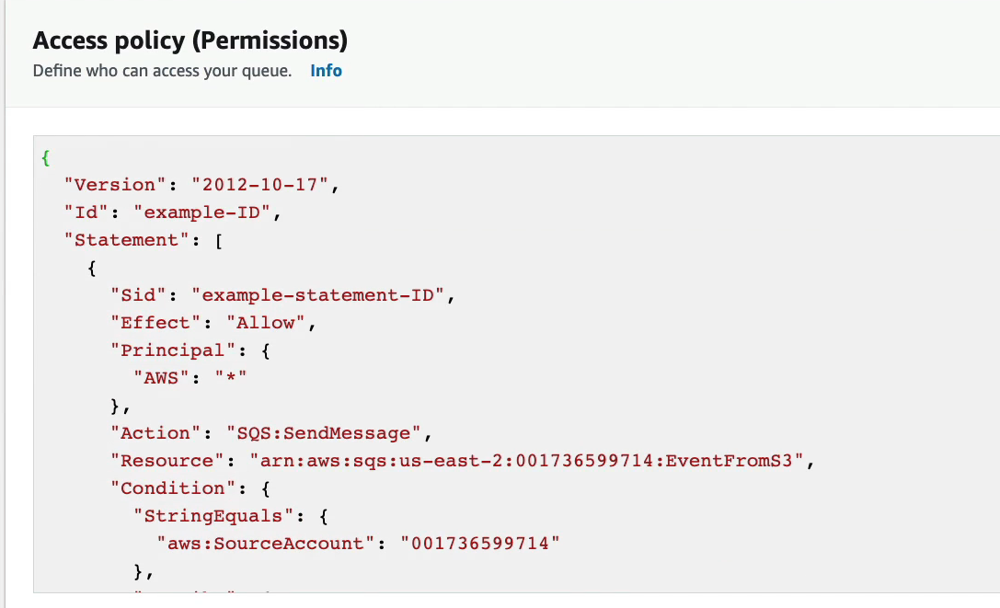 Access policy (Permissions)
Define who can access your queue. Info
{
"Version": "2012-10-17",
"Id": "example-ID",
"Statement": [
{
"Sid": "example-statement-ID",
"Effect": "Allow",
"Principal": {
"AWS": "*"
},
"Action": "SQS:SendMessage",
"Resource": "arn:aws:sqs:us-east-2:001736599714:EventFromS3",
"Condition": {
"StringEquals": {
"aws:SourceAccount": "001736599714"
},